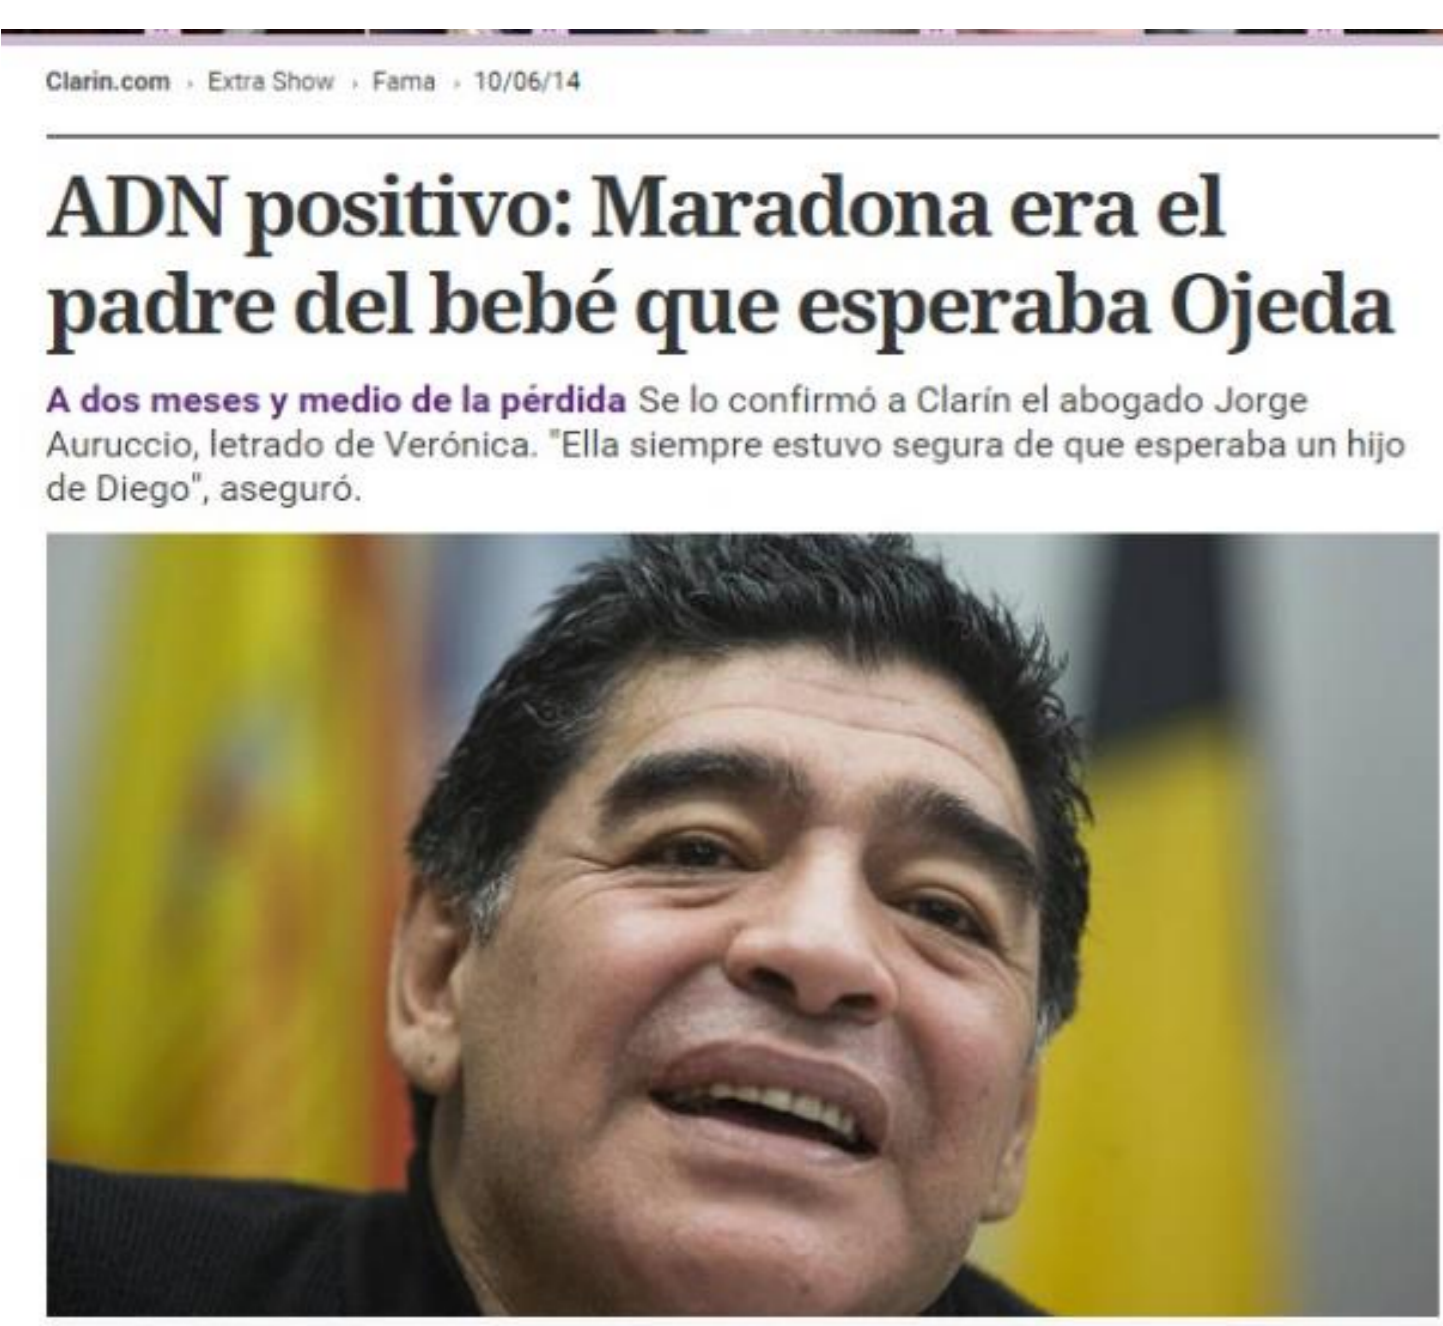 Clarin.com › Extra Show › Fama › 10/06/14
ADN positivo: Maradona era el
padre del bebé que esperaba Ojeda
A dos meses y medio de la pérdida Se lo confirmó a Clarín el abogado Jorge
Auruccio, letrado de Verónica. "Ella siempre estuvo segura de que esperaba un hijo
de Diego", aseguró.